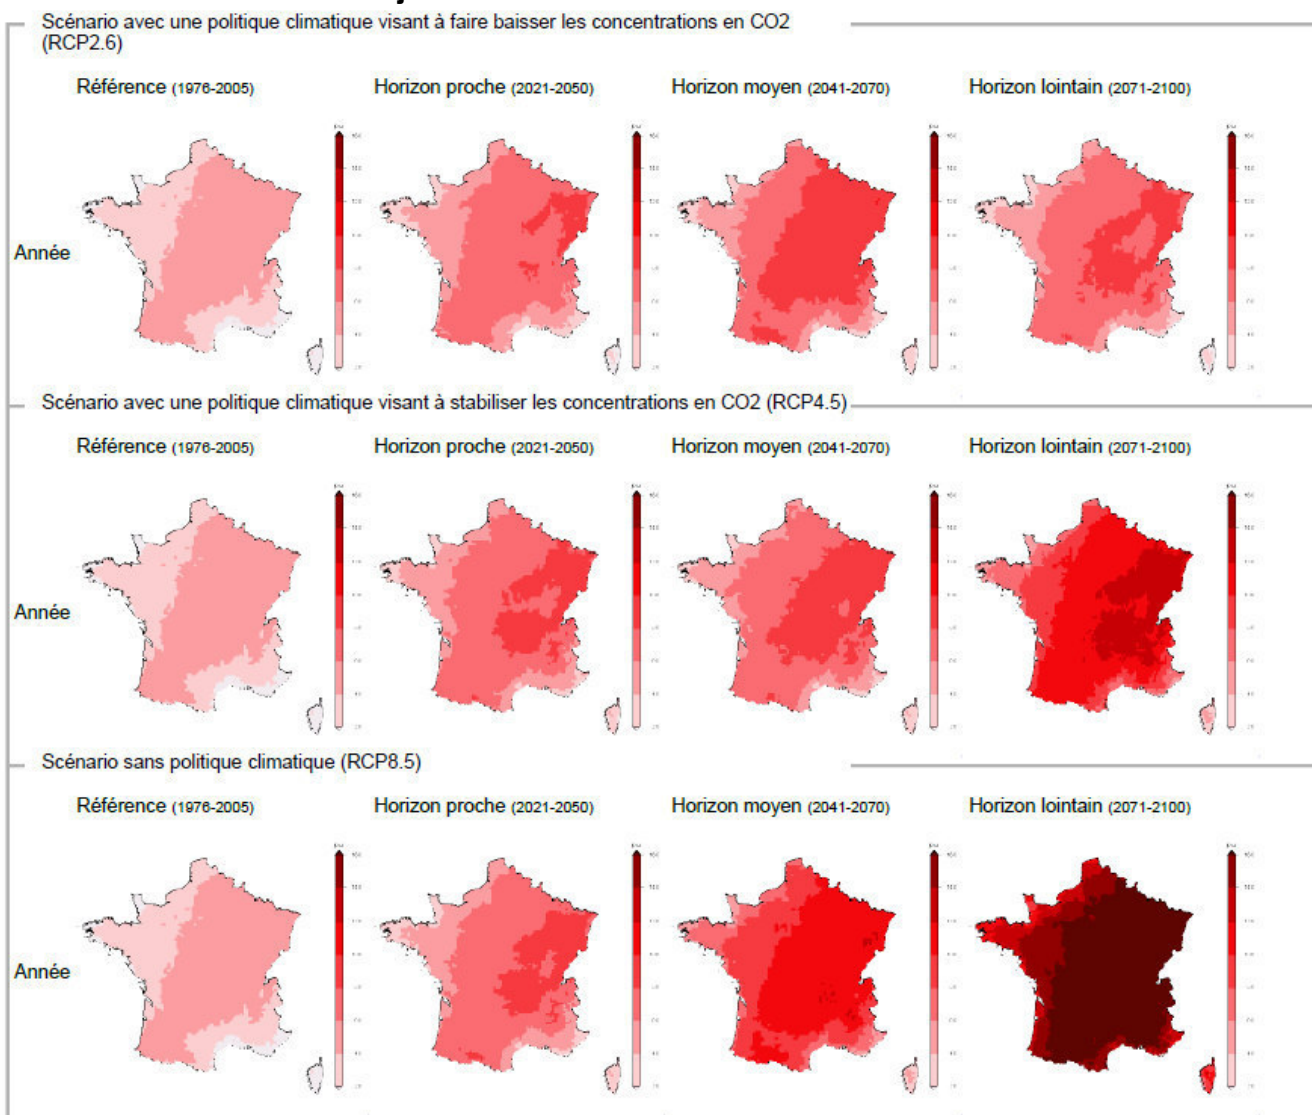 Scénario avec une politique climatique visant à faire baisser les concentrations en CO2
(RCP2.6)
Référence (1976-2005)
Horizon proche (2021-2050)
Horizon moyen (2041-2070)
Horizon lointain (2071-2100)
Année
Scénario avec une politique climatique visant à stabiliser les concentrations en CO2 (RCP4.5)
Référence (1976-2005)
Horizon proche (2021-2050)
Horizon moyen (2041-2070)
Horizon lointain (2071-2100)
Année
Scénario sans politique climatique (RCP8.5)
Référence (1976-2005)
Horizon proche (2021-2050)
Horizon moyen (2041-2070)
Horizon lointain (2071-2100)
Année